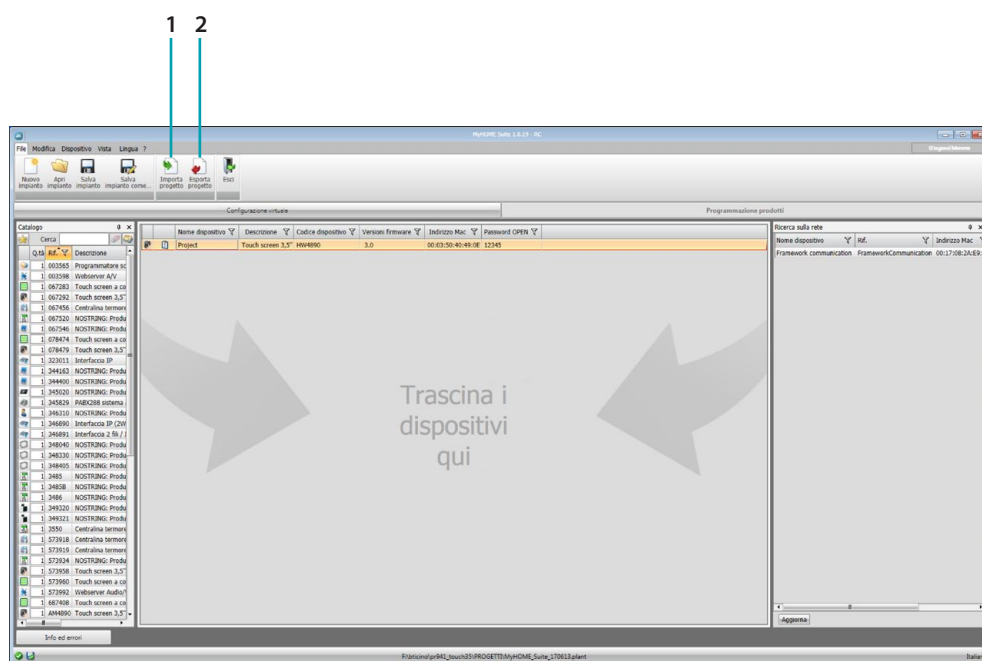 1 2
MyHOME Suite 1.0.19 - RC
File Modifica Dispositivo Vista Lingua ?
Nuovo impianto
Apri impianto
Salva impianto
Salva impianto come...
Importa progetto
Esporta progetto
Esci
Configurazione virtuale
Programmazione prodotti
Catalogo
Cerca
Q.tà Rif. Descrizione
1 003565 Programmatore sc
1 003598 Webserver A/V
1 067283 Touch screen a co
1 067292 Touch screen 3,5"
1 067456 Centralina termore
1 067520 NOSTRING: Produ
1 067546 NOSTRING: Produ
1 078474 Touch screen a co
1 078479 Touch screen 3,5"
1 323011 Interfaccia IP
1 344163 NOSTRING: Produ
1 344400 NOSTRING: Produ
1 345020 NOSTRING: Produ
1 345829 PABX288 sistema
1 346310 NOSTRING: Produ
1 346890 Interfaccia IP (2W
1 346891 Interfaccia 2 fili / I
1 348040 NOSTRING: Produ
1 348330 NOSTRING: Produ
1 348405 NOSTRING: Produ
1 3485 NOSTRING: Produ
1 3485B NOSTRING: Produ
1 3486 NOSTRING: Produ
1 349320 NOSTRING: Produ
1 349321 NOSTRING: Produ
1 3550 Centralina termore
1 573918 Centralina termore
1 573919 Centralina termore
1 573934 NOSTRING: Produ
1 573958 Touch screen 3,5"
1 573960 Touch screen a co
1 573992 Webserver Audio/
1 687408 Touch screen a co
1 AM4890 Touch screen 3,5"
Info ed errori
Nome dispositivo Descrizione Codice dispositivo Versioni firmware Indirizzo Mac Password OPEN
Project Touch screen 3,5" HW4890 3.0 00:03:50:40:49:0E 12345
Trascina i
dispositivi
qui
Ricerca sulla rete
Nome dispositivo Rif. Indirizzo Mac
Framework communication FrameworkCommunication 00:17:08:2A:E9:
Aggiorna
F:\bticino\pr941_touch35\PROGETTI\MyHOME_Suite_170613.plant